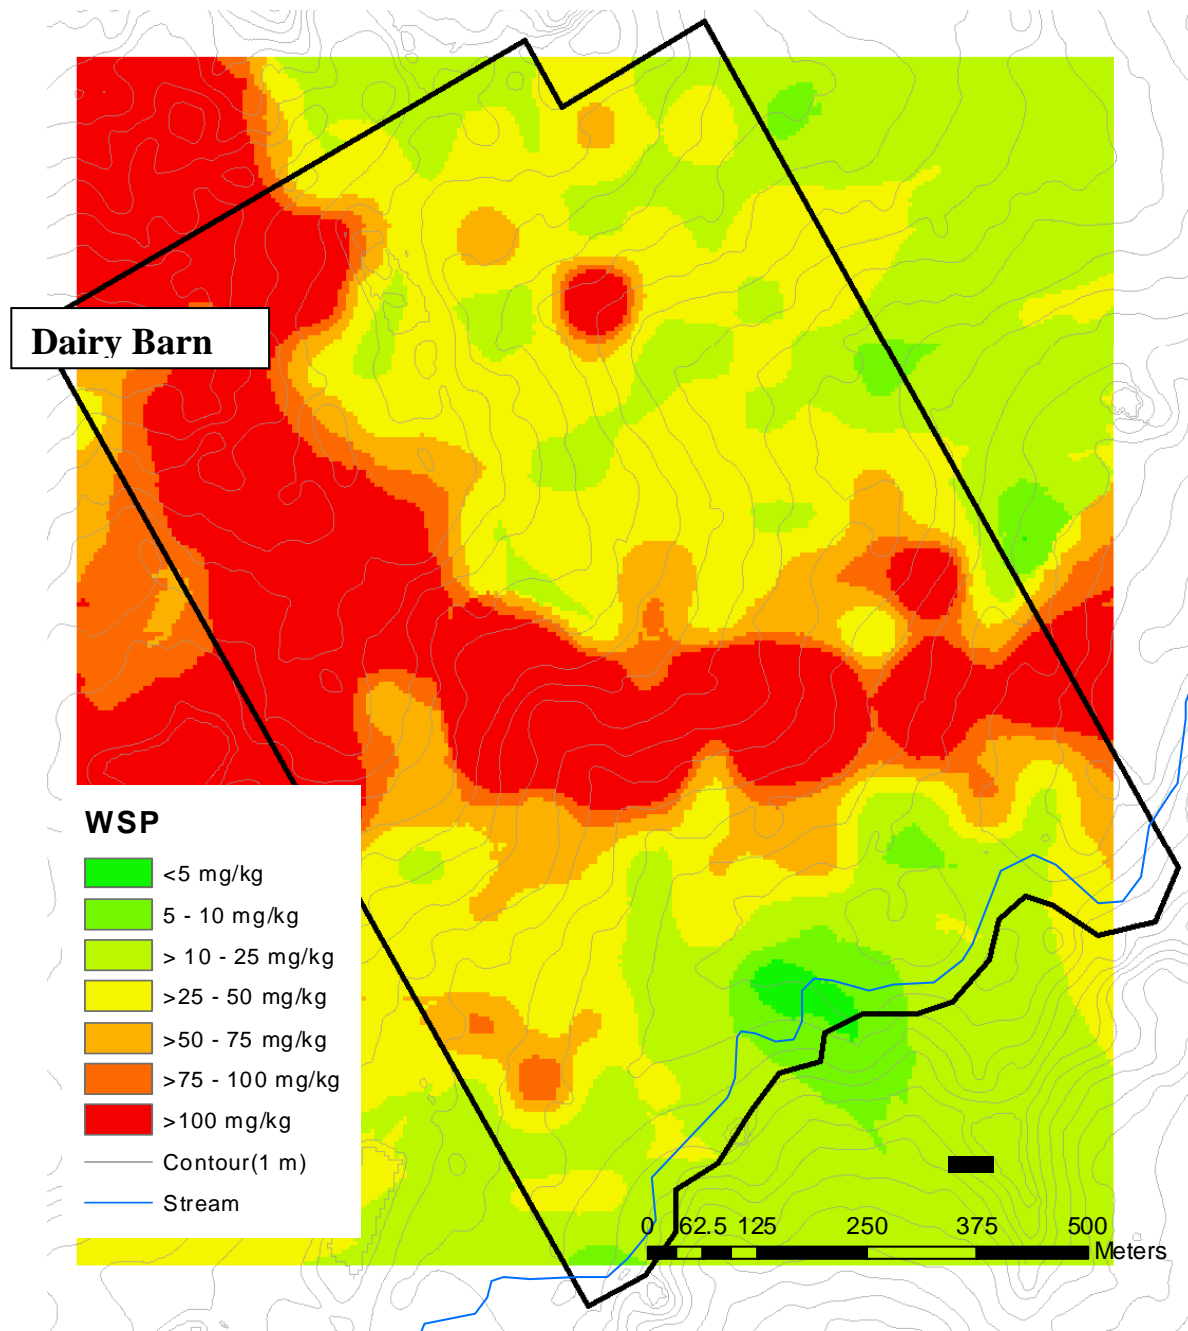 Dairy Barn
WSP
<5 mg/kg
5 - 10 mg/kg
> 10 - 25 mg/kg
>25 - 50 mg/kg
>50 - 75 mg/kg
>75 - 100 mg/kg
>100 mg/kg
Contour(1 m)
Stream
0 62.5 125 250 375 500
Meters